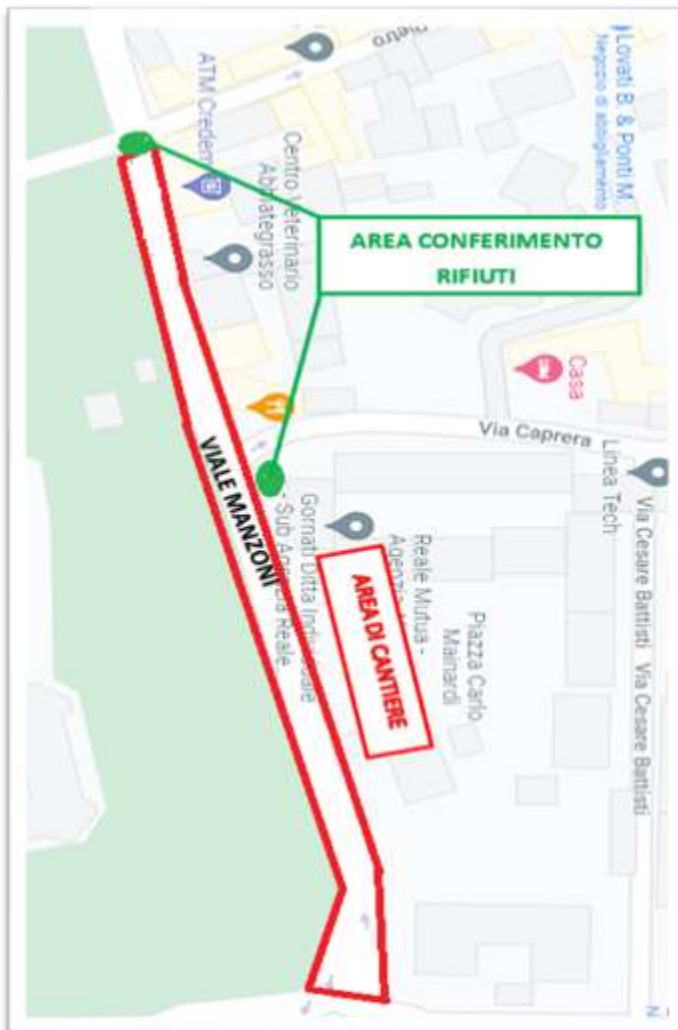 Lovati B. & Ponti M.
Negozio di abbigliamento
Pietro
ATM Credem
Centro Veterinario
Abbiategrasso
AREA CONFERIMENTO
RIFIUTI
Casa
Via Caprera
Linea Tech
Via Cesare Battisti
Via Cesare Battisti
VIALE MANZONI
Gornati Ditta Individuale
- Sub Agenzia Reale
Reale Mutua -
Agenzia
AREA DI CANTIERE
Piazza Carlo
Mainardi
N